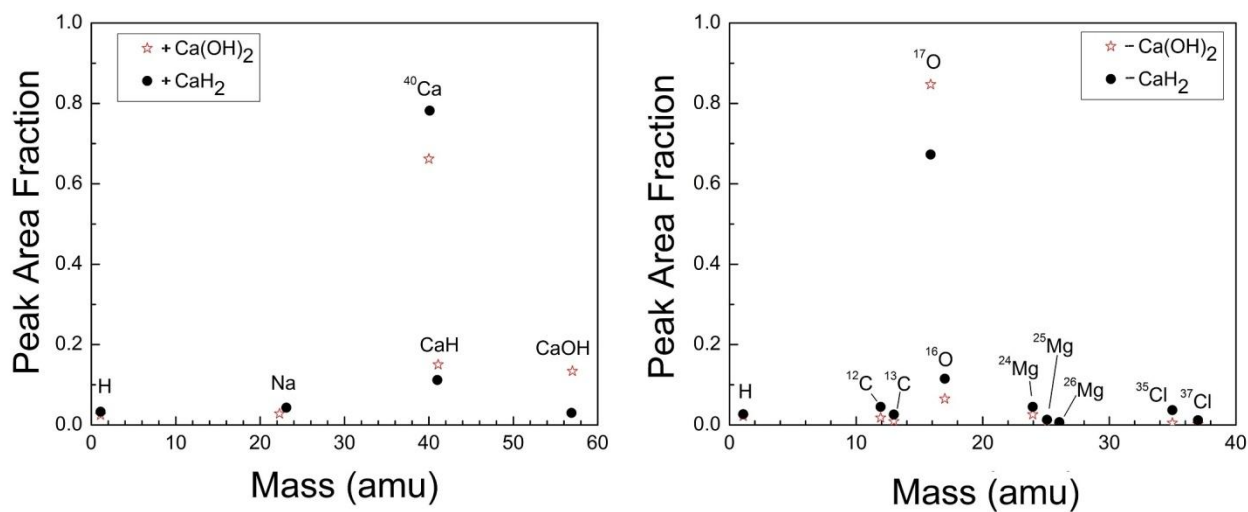 Peak Area Fraction
1.0
0.8
0.6
0.4
0.2
0.0
+ Ca(OH)₂
+ CaH₂
⁴⁰Ca
H
Na
CaH
CaOH
0 10 20 30 40 50 60
Mass (amu)
Peak Area Fraction
1.0
0.8
0.6
0.4
0.2
0.0
– Ca(OH)₂
– CaH₂
¹⁷O
H
¹²C
¹³C
¹⁶O
²⁴Mg
²⁵Mg
²⁶Mg
³⁵Cl
³⁷Cl
0 10 20 30 40
Mass (amu)